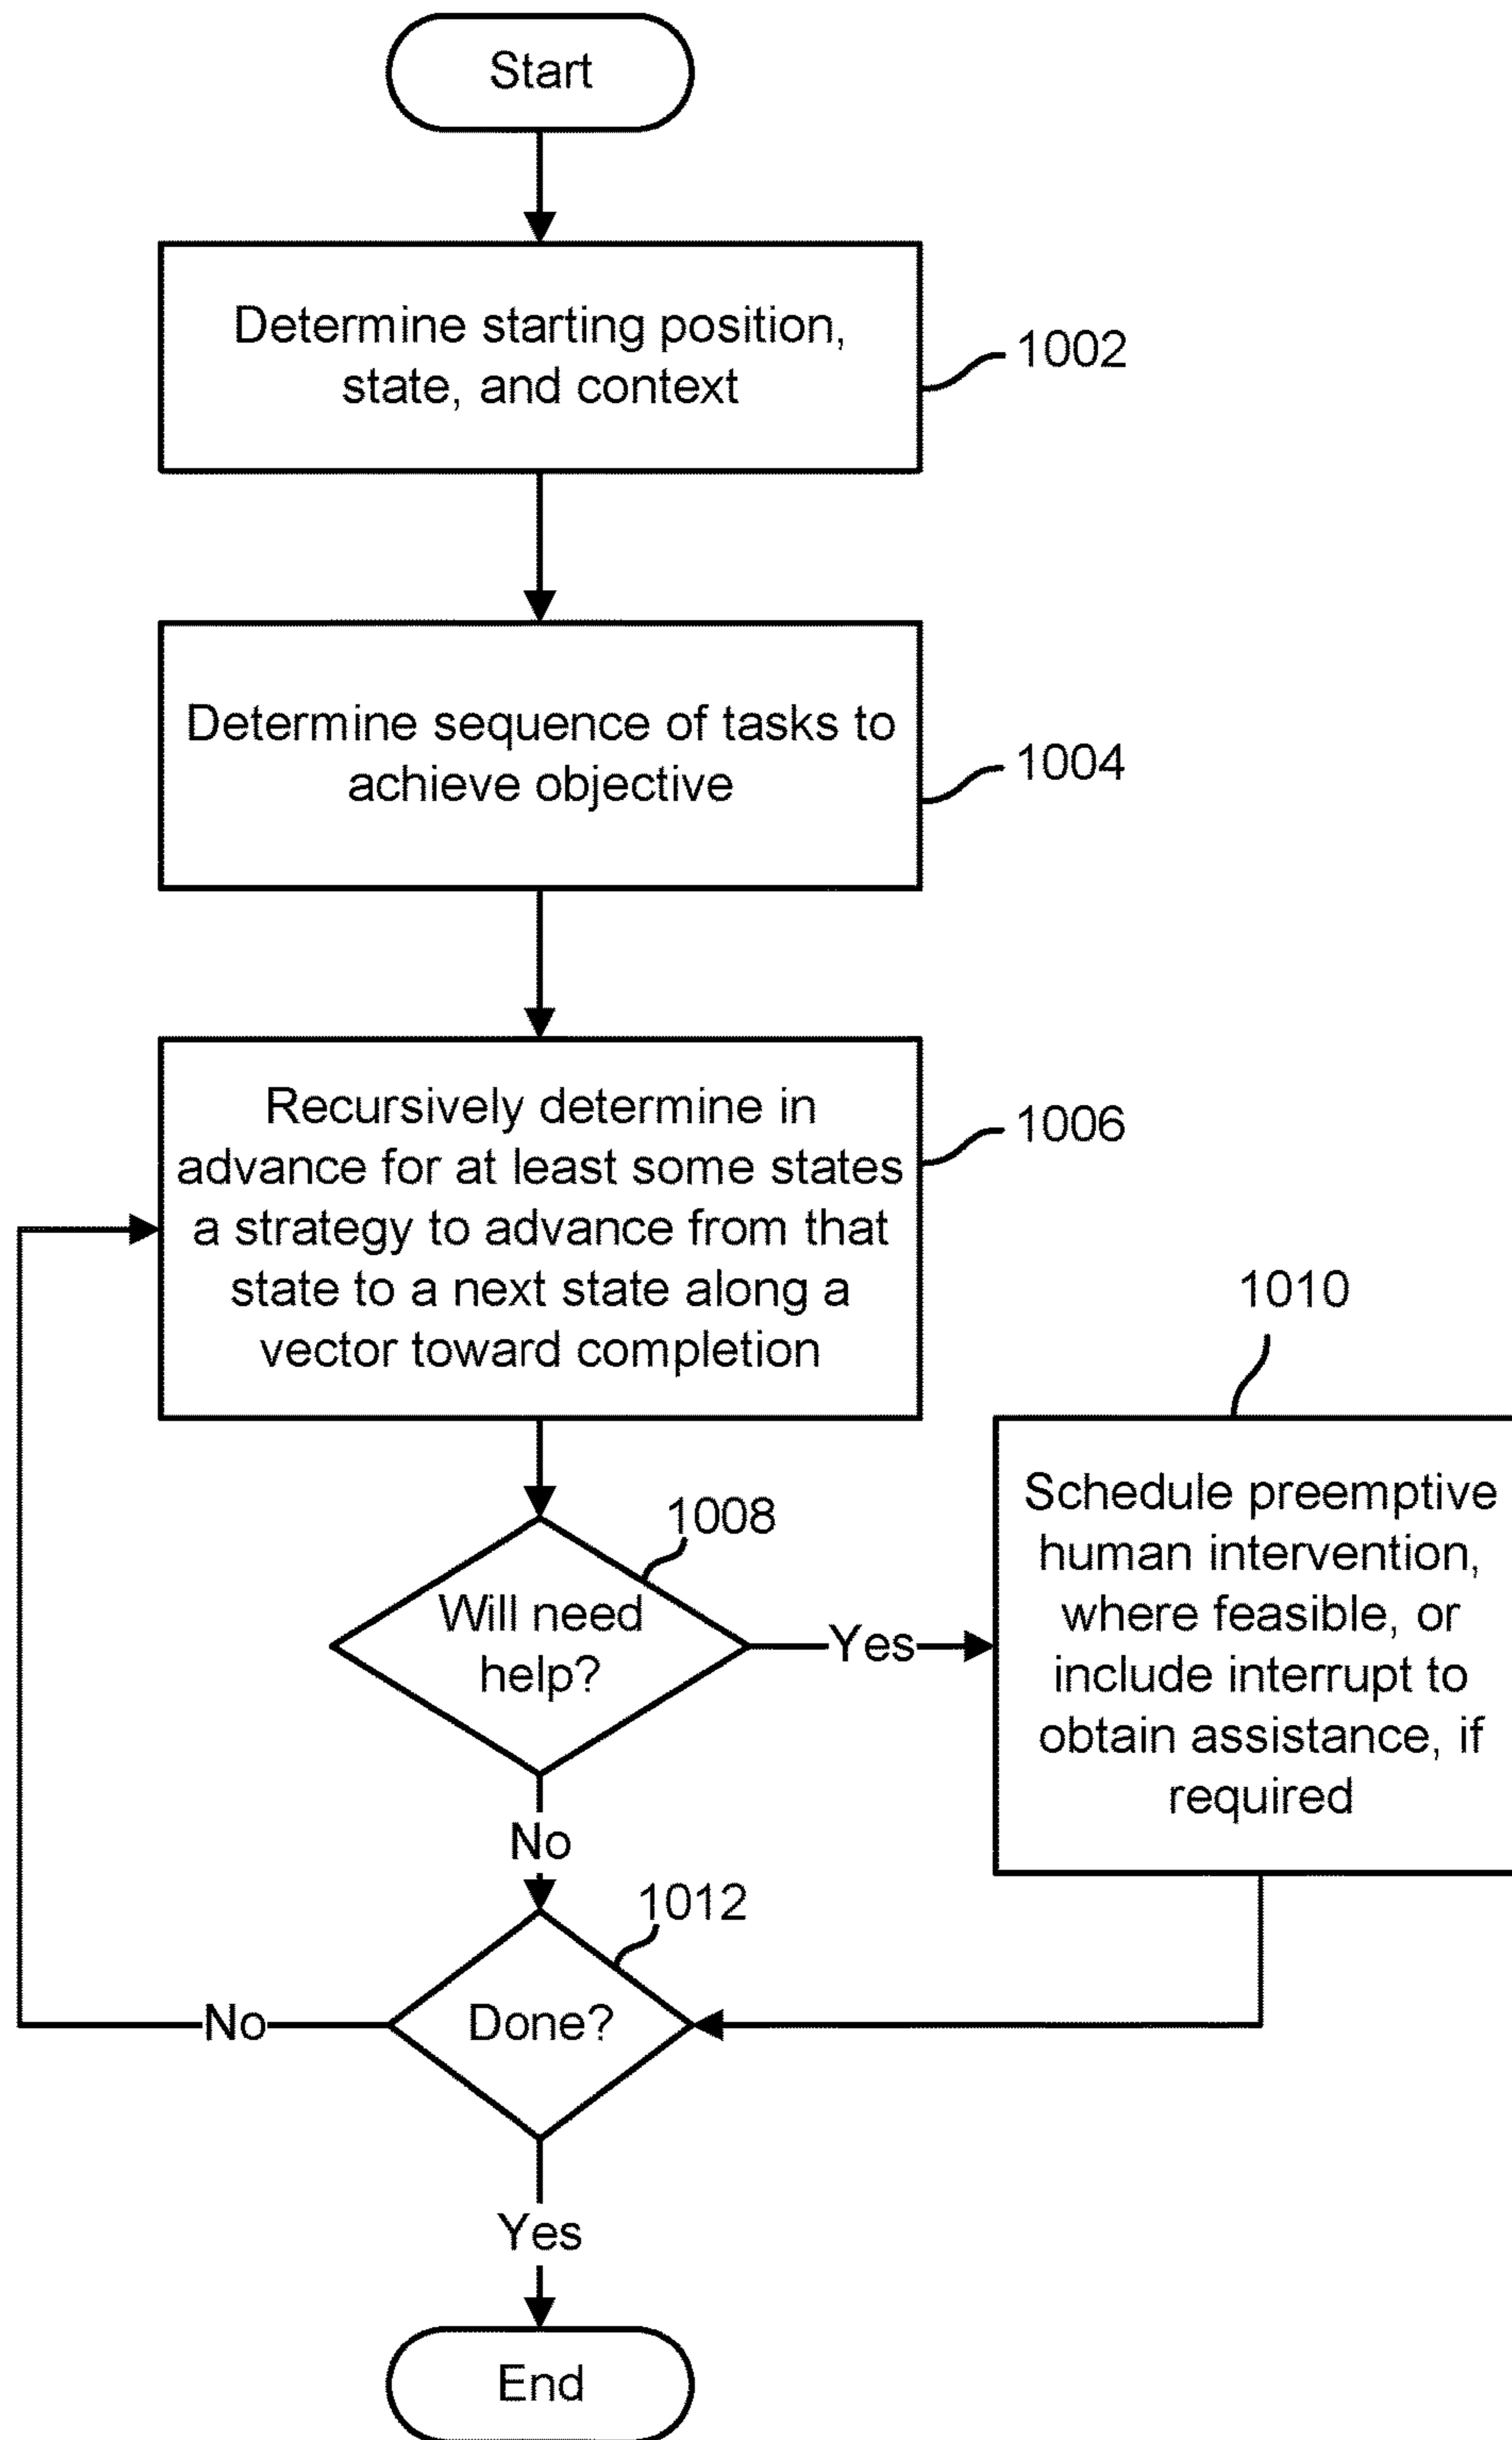 Start
Determine starting position,
state, and context
1002
Determine sequence of tasks to
achieve objective
1004
Recursively determine in
advance for at least some states
a strategy to advance from that
state to a next state along a
vector toward completion
1006
1008
Will need
help?
Yes
1010
Schedule preemptive
human intervention,
where feasible, or
include interrupt to
obtain assistance, if
required
No
1012
Done?
No
Yes
End